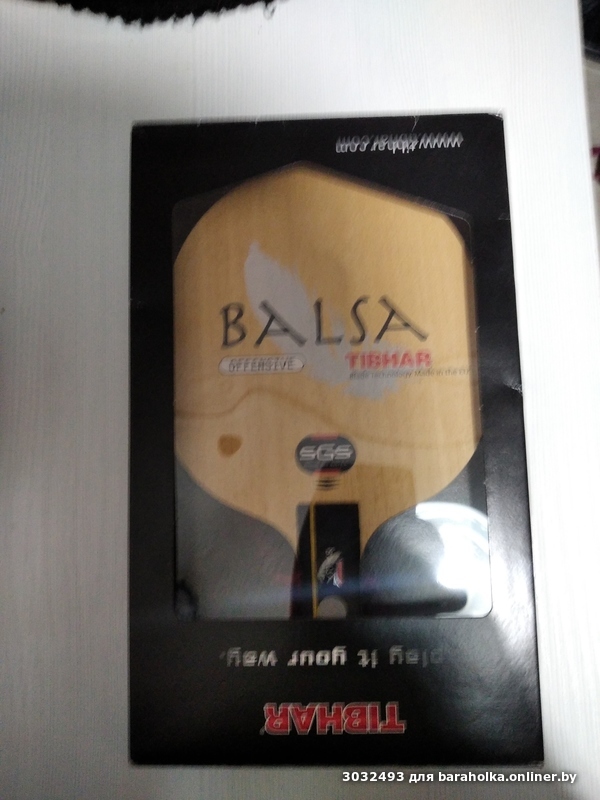 www.tibhar.com
BALSA
OFFENSIVE
TIBHAR
SGS
play it your way.
TIBHAR
3032493 для baraholka.onliner.by